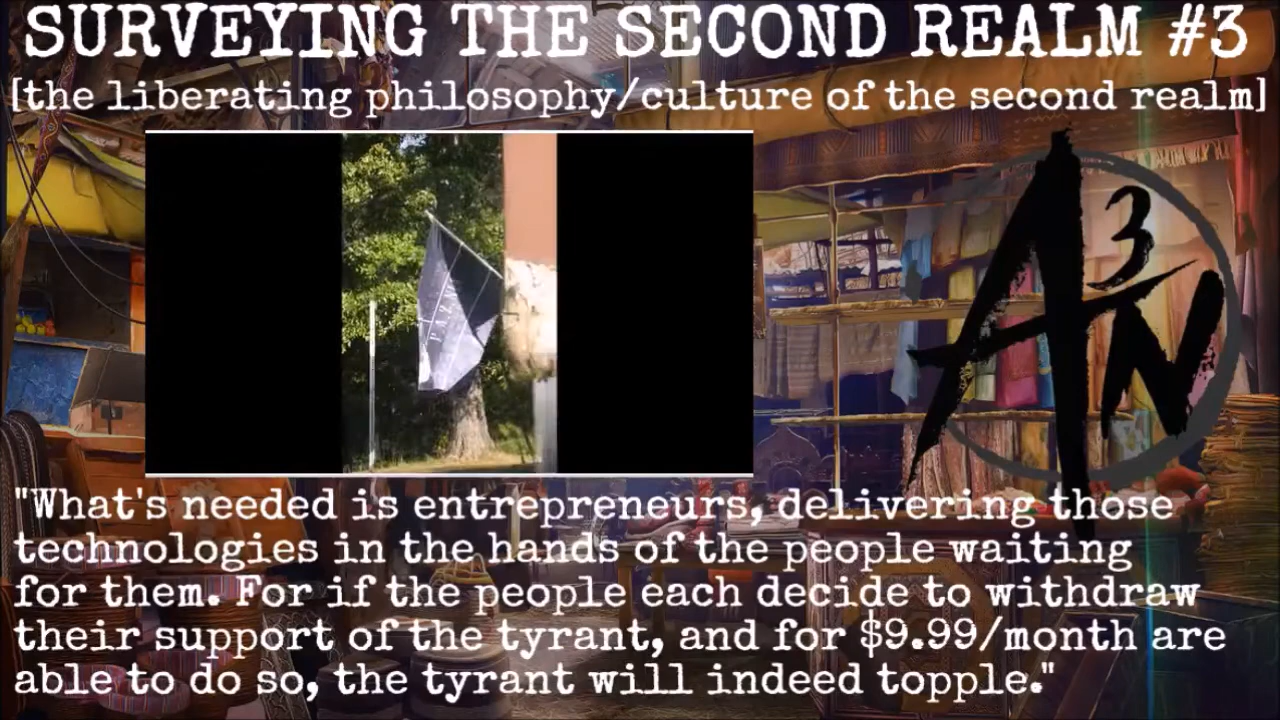 SURVEYING THE SECOND REALM #3
[the liberating philosophy/culture of the second realm]
A3N
"What's needed is entrepreneurs, delivering those
technologies in the hands of the people waiting
for them. For if the people each decide to withdraw
their support of the tyrant, and for $9.99/month are
able to do so, the tyrant will indeed topple."